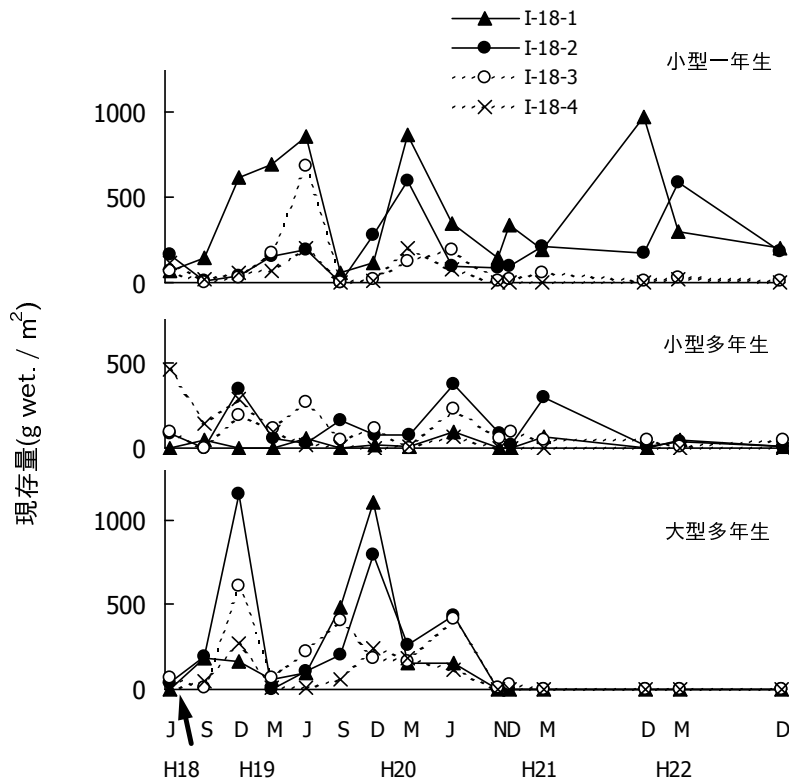 I-18-1
I-18-2
I-18-3
I-18-4
小型一年生
1000
500
0
小型多年生
500
0
大型多年生
1000
500
0
現存量(g wet. / m²)
J S D M J S D M J ND M D M D
H18 H19 H20 H21 H22